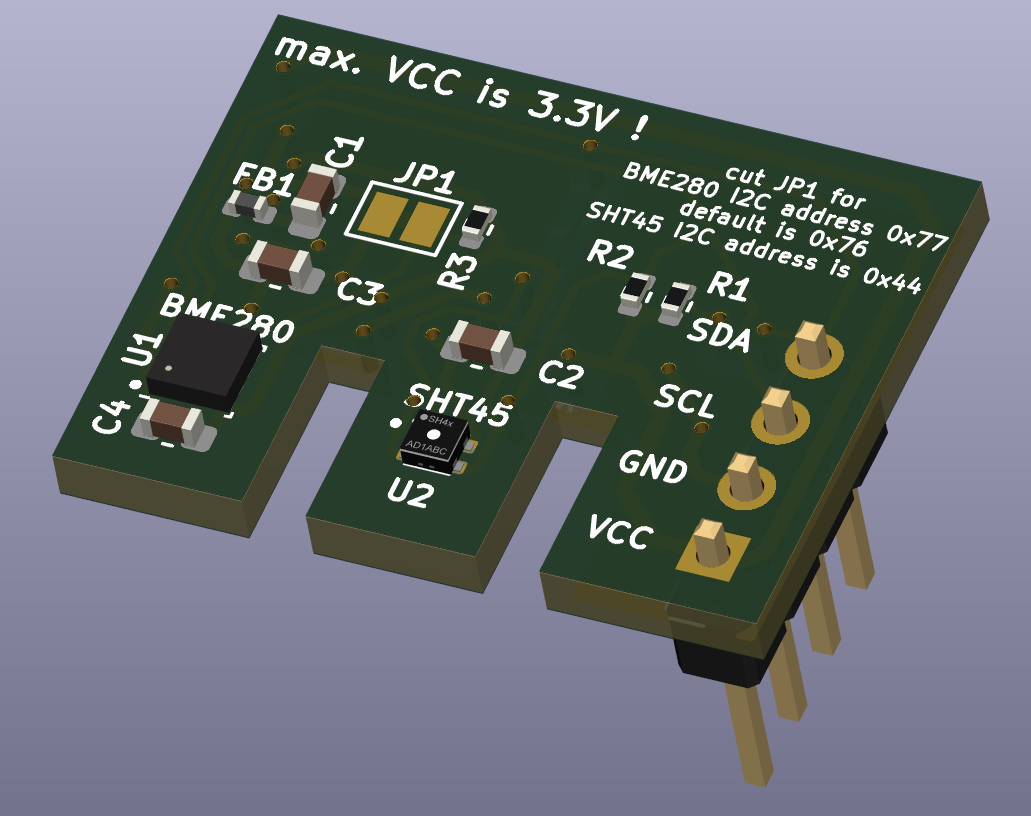 max. VCC is 3.3V !
cut JP1 for
BME280 I2C address 0x77
default is 0x76
SHT45 I2C address is 0x44
C1
FB1
JP1
R3
R2
R1
C3
BME280
U1
C4
C2
SHT45
SH4x
AD1ABC
U2
SDA
SCL
GND
VCC